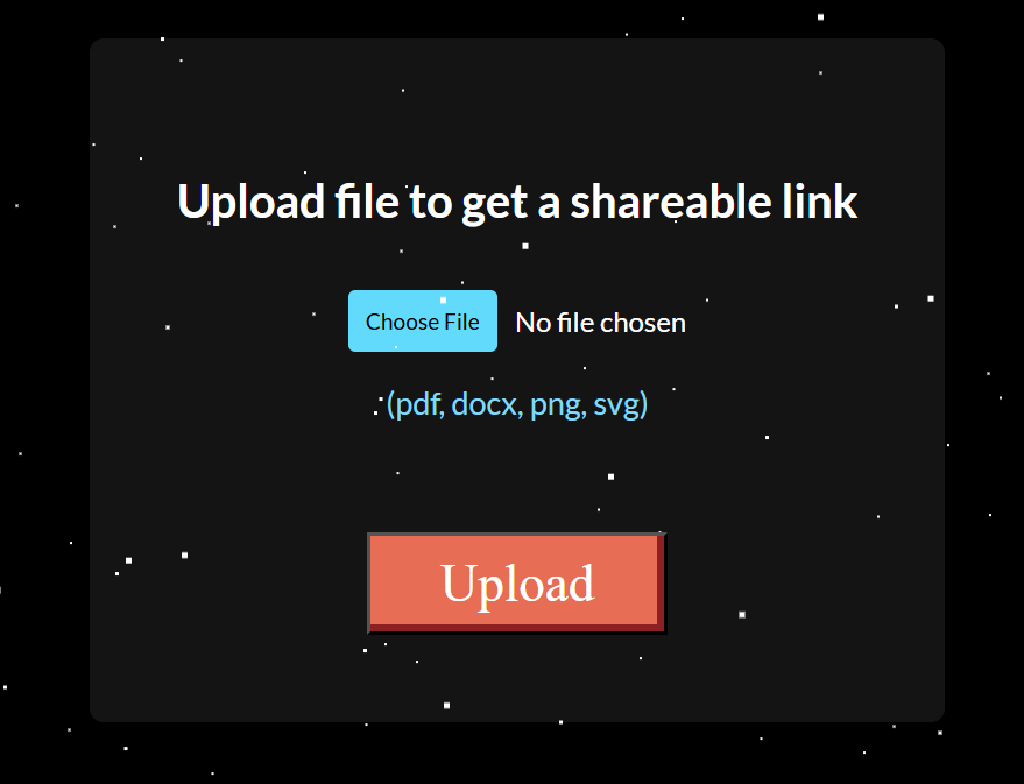 Upload file to get a shareable link
Choose File No file chosen
(pdf, docx, png, svg)
Upload